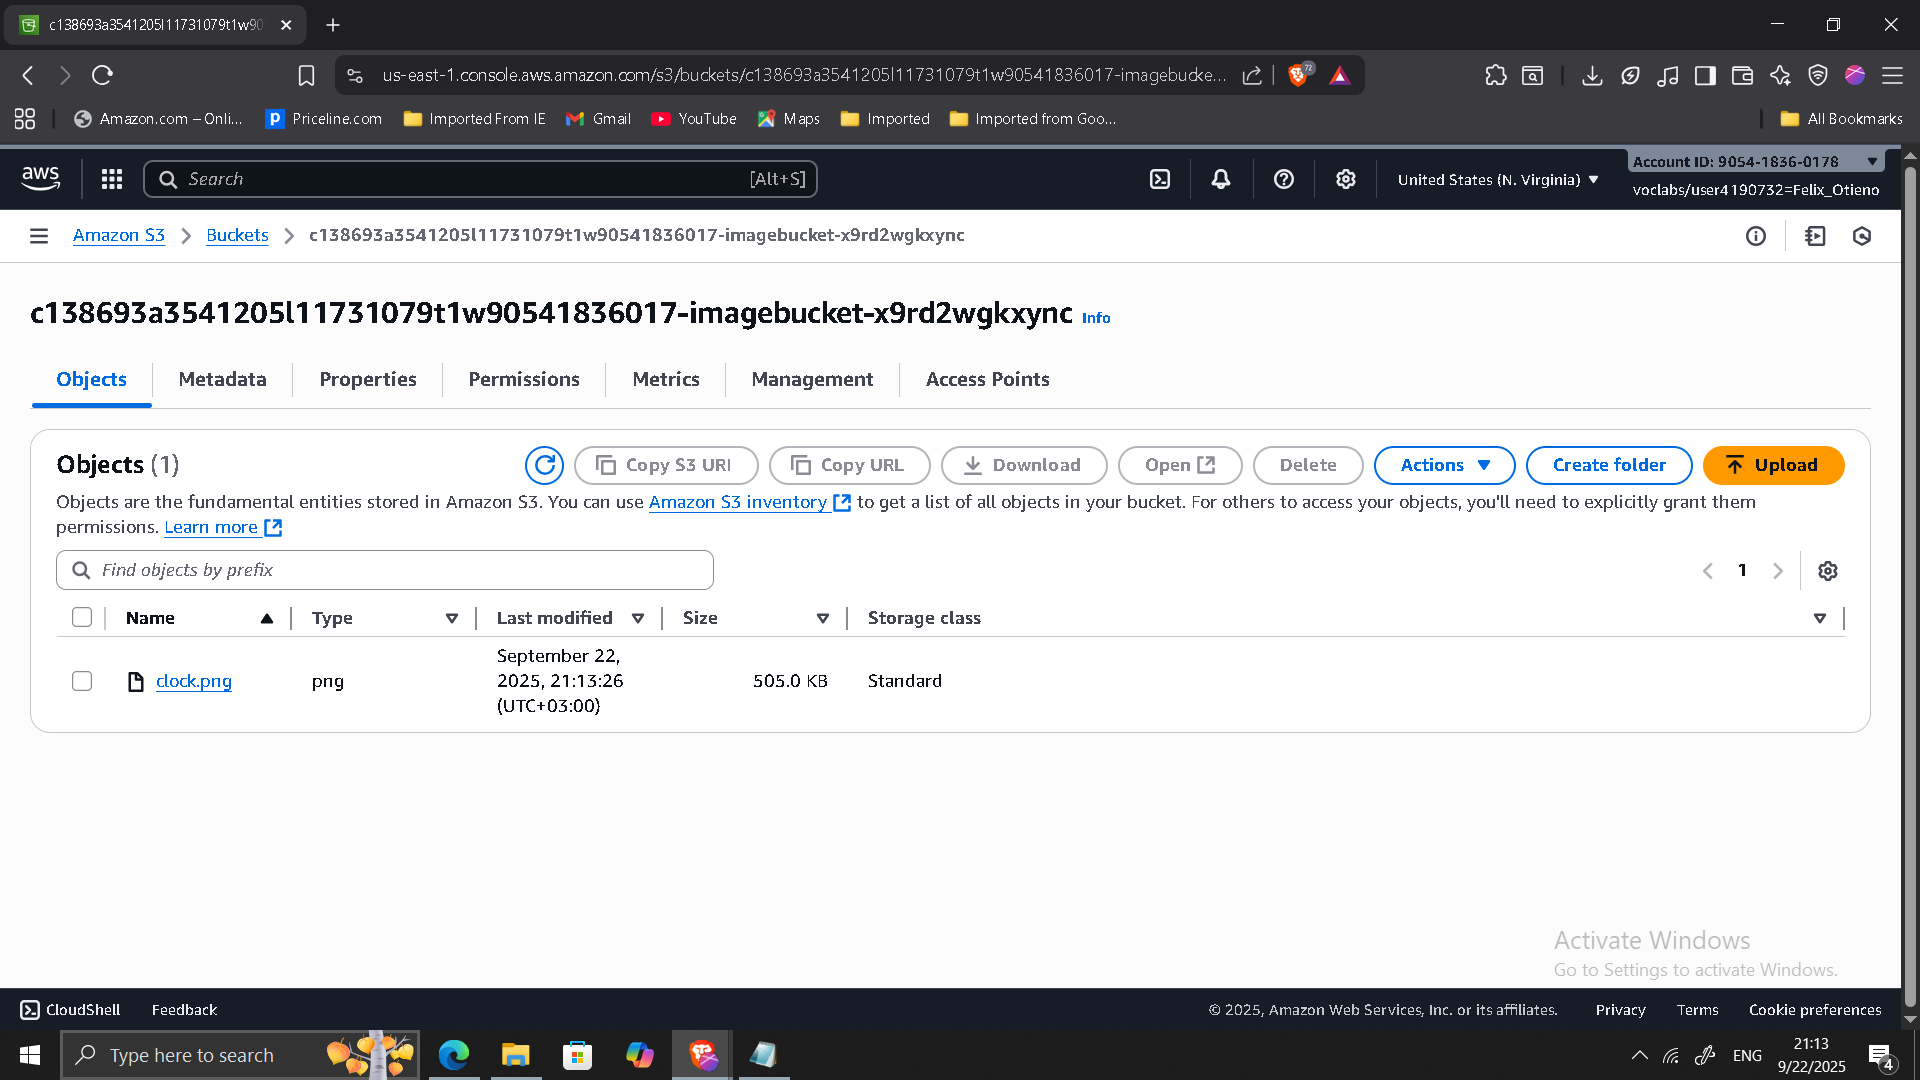 c138693a3541205l11731079t1w90
us-east-1.console.aws.amazon.com/s3/buckets/c138693a3541205l11731079t1w90541836017-imagebucke...
72
Amazon.com – Onli...
Priceline.com
Imported From IE
Gmail
YouTube
Maps
Imported
Imported from Goo...
All Bookmarks
aws
Search
[Alt+S]
United States (N. Virginia)
Account ID: 9054-1836-0178
voclabs/user4190732=Felix_Otieno
Amazon S3
Buckets
c138693a3541205l11731079t1w90541836017-imagebucket-x9rd2wgkxync
c138693a3541205l11731079t1w90541836017-imagebucket-x9rd2wgkxync Info
Objects
Metadata
Properties
Permissions
Metrics
Management
Access Points
Objects (1)
Copy S3 URI
Copy URL
Download
Open
Delete
Actions
Create folder
Upload
Objects are the fundamental entities stored in Amazon S3. You can use Amazon S3 inventory to get a list of all objects in your bucket. For others to access your objects, you'll need to explicitly grant them
permissions. Learn more
Find objects by prefix
1
Name
Type
Last modified
Size
Storage class
clock.png
png
September 22,
2025, 21:13:26
(UTC+03:00)
505.0 KB
Standard
Activate Windows
Go to Settings to activate Windows.
CloudShell
Feedback
© 2025, Amazon Web Services, Inc. or its affiliates.
Privacy
Terms
Cookie preferences
Type here to search
ENG
21:13
9/22/2025
4